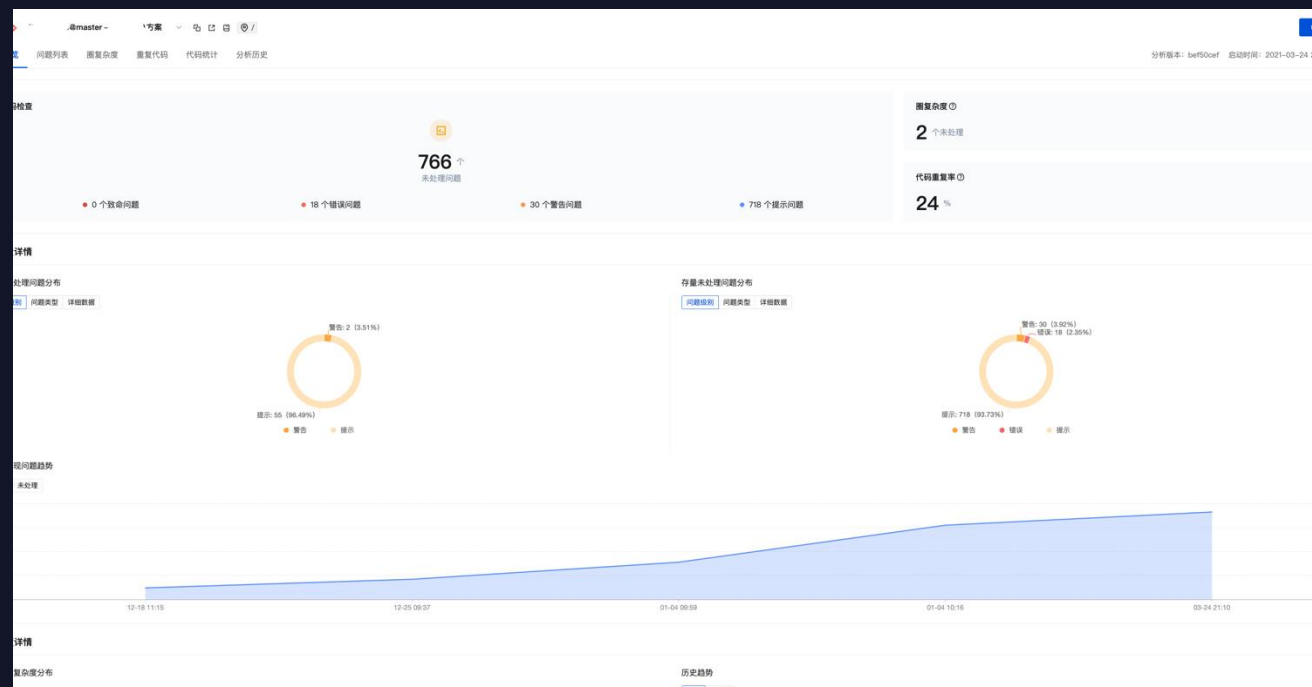 @master - 方案 /
问题列表 圈复杂度 重复代码 代码统计 分析历史
分析版本: bef50cef 启动时间: 2021-03-24
码检查
766 个
未处理问题
0 个致命问题 18 个错误问题 30 个警告问题 718 个提示问题
圈复杂度
2 个未处理
代码重复率
24 %
详情
处理问题分布
别 问题类型 详细数据
警告: 2 (3.51%)
提示: 55 (96.49%)
警告 提示
存量未处理问题分布
问题级别 问题类型 详细数据
警告: 30 (3.92%)
错误: 18 (2.35%)
提示: 718 (93.73%)
警告 错误 提示
现问题趋势
未处理
12-18 11:15 12-25 09:37 01-04 09:59 01-04 10:16 03-24 21:10
详情
复杂度分布
历史趋势